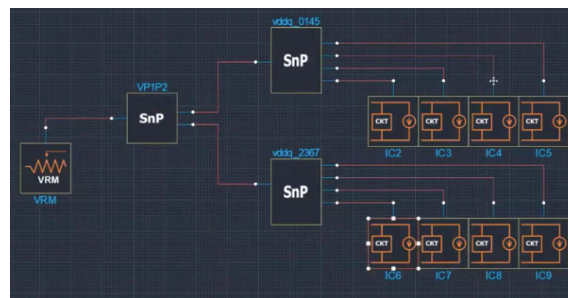 vddq_0145
SnP
VP1P2
SnP
CKT
CKT
CKT
CKT
IC2
IC3
IC4
IC5
vddq_2367
SnP
VRM
VRM
CKT
CKT
CKT
CKT
IC6
IC7
IC8
IC9